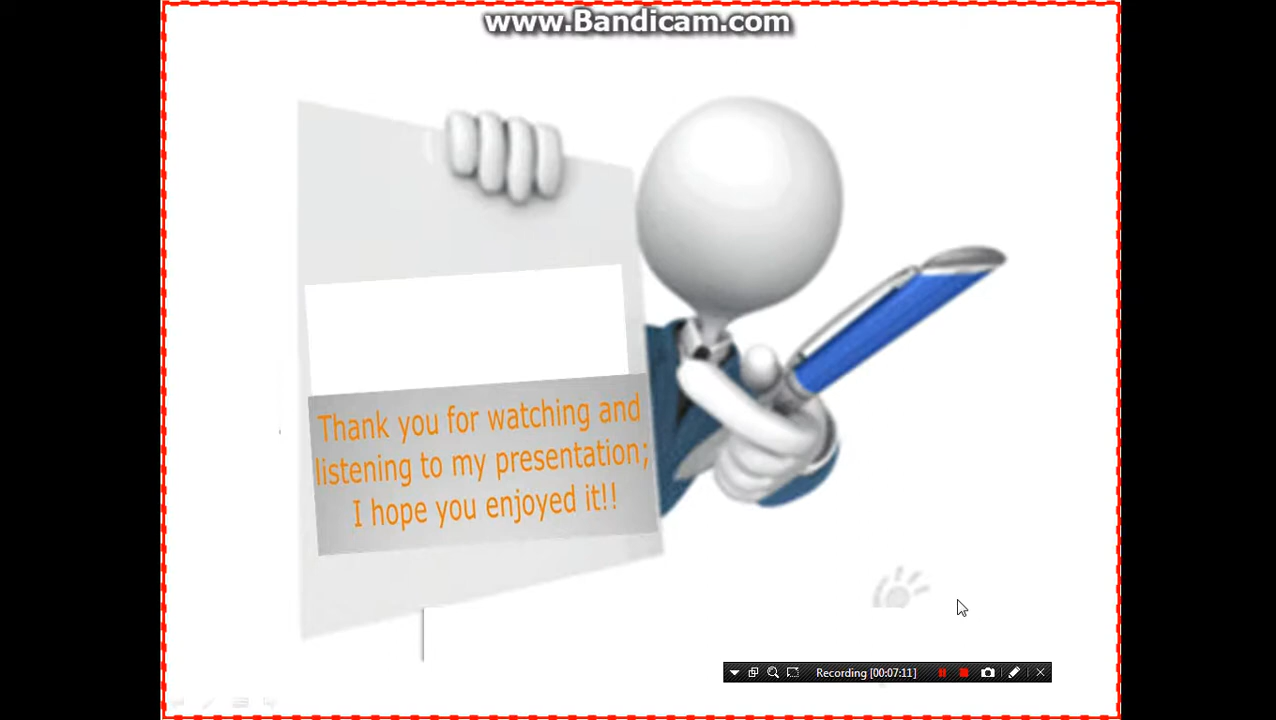 www.Bandicam.com
Thank you for watching and
listening to my presentation;
I hope you enjoyed it!!
Recording [00:07:11]